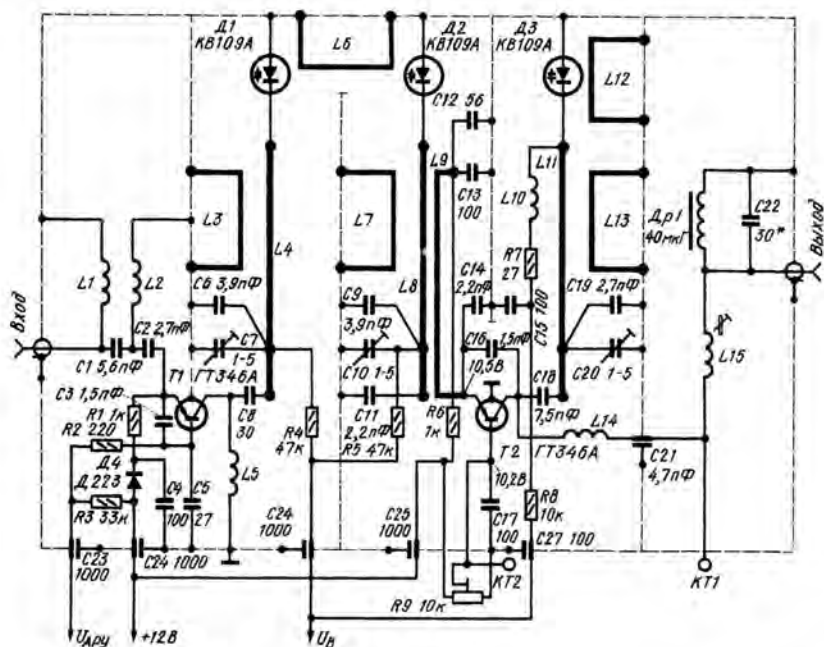 Д1
КВ109А
L6
Д2
КВ109А
Д3
КВ109А
L12
C12 56
L9
C13
100
L11
L10
L3
L4
L7
L8
L13
Др1
40мкГ
C22
30*
Выход
L1
L2
R7
27
C6 3,9пФ
C9
3,9пФ
C14
2,2пФ
C15 100
C19 2,7пФ
Вход
C1 5,6пФ
C2 2,7пФ
C7
1-5
C10 1-5
C16
1,5пФ
C20 1-5
L15
C3 1,5пФ
T1
ГТ346А
10,5В
C18
7,5пФ
R1 1к
R2 220
C8
30
R4
47к
C11
2,2пФ
R5 47к
R6
1к
T2
L14
ГТ346А
C21
4,7пФ
Д4
Д223
C4
100
C5
27
L5
10,2В
R3 33к
C17
100
R8
10к
C23
1000
C24 1000
C24
1000
C25
1000
C27 100
КТ2
КТ1
R9 10к
UАРУ
+12В
UВ